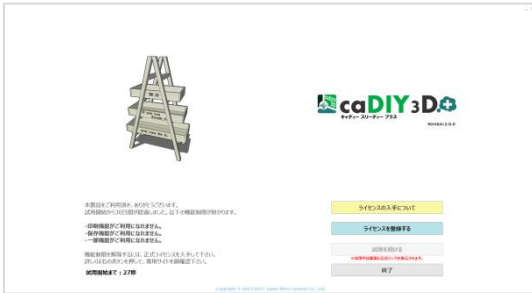 caDIY3D+
キャディー スリーディー プラス
Version 2.0.0
本製品をご利用頂き、ありがとうございます。
試用開始から30日間が経過しました。以下の機能制限が掛かります。
・印刷機能がご利用になれません。
・保存機能がご利用になれません。
・一部機能がご利用になれません。
機能制限を解除するには、正式ライセンスを入手して下さい。
詳しくは右のボタンを押して、専用サイトを御確認下さい。
試用開始まで：27秒
ライセンスの入手について
ライセンスを登録する
試用を続ける
終了